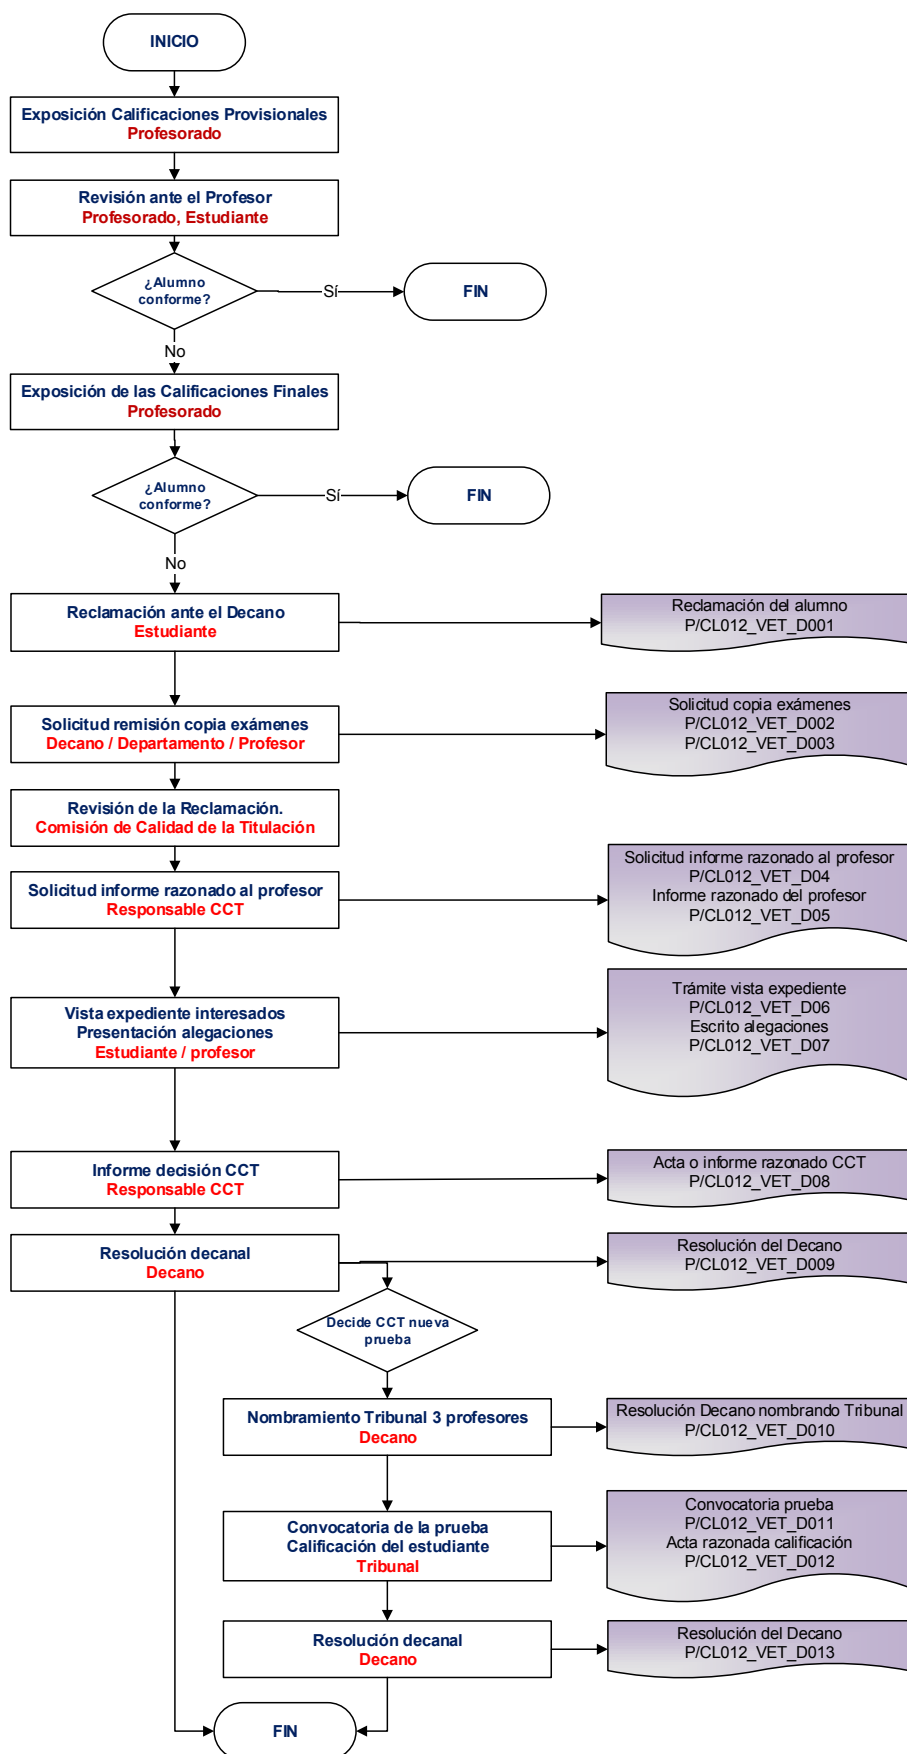 INICIO
Exposición Calificaciones Provisionales
Profesorado
Revisión ante el Profesor
Profesorado, Estudiante
¿Alumno
conforme?
Sí
FIN
No
Exposición de las Calificaciones Finales
Profesorado
¿Alumno
conforme?
Sí
FIN
No
Reclamación ante el Decano
Estudiante
Reclamación del alumno
P/CL012_VET_D001
Solicitud remisión copia exámenes
Decano / Departamento / Profesor
Solicitud copia exámenes
P/CL012_VET_D002
P/CL012_VET_D003
Revisión de la Reclamación.
Comisión de Calidad de la Titulación
Solicitud informe razonado al profesor
Responsable CCT
Solicitud informe razonado al profesor
P/CL012_VET_D04
Informe razonado del profesor
P/CL012_VET_D05
Vista expediente interesados
Presentación alegaciones
Estudiante / profesor
Trámite vista expediente
P/CL012_VET_D06
Escrito alegaciones
P/CL012_VET_D07
Informe decisión CCT
Responsable CCT
Acta o informe razonado CCT
P/CL012_VET_D08
Resolución decanal
Decano
Resolución del Decano
P/CL012_VET_D009
Decide CCT nueva
prueba
Nombramiento Tribunal 3 profesores
Decano
Resolución Decano nombrando Tribunal
P/CL012_VET_D010
Convocatoria de la prueba
Calificación del estudiante
Tribunal
Convocatoria prueba
P/CL012_VET_D011
Acta razonada calificación
P/CL012_VET_D012
Resolución decanal
Decano
Resolución del Decano
P/CL012_VET_D013
FIN